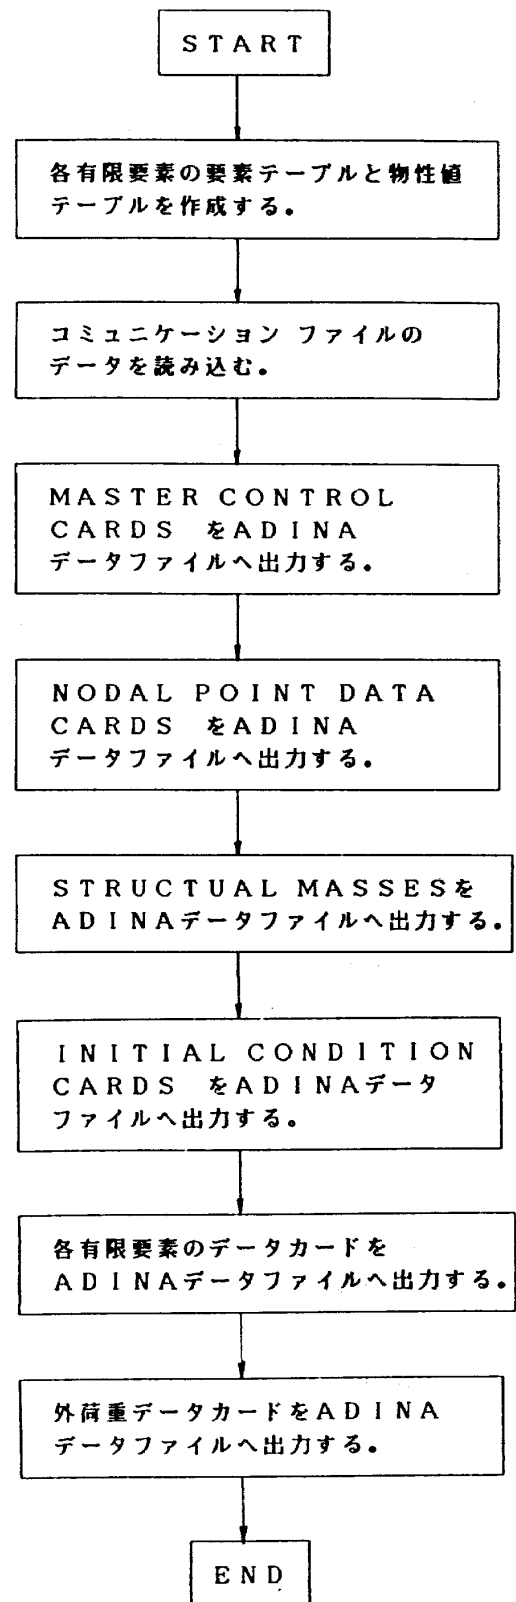 START
各有限要素の要素テーブルと物性値
テーブルを作成する。
コミュニケーション ファイルの
データを読み込む。
MASTER CONTROL
CARDS をADINA
データファイルへ出力する。
NODAL POINT DATA
CARDS をADINA
データファイルへ出力する。
STRUCTUAL MASSESを
ADINAデータファイルへ出力する。
INITIAL CONDITION
CARDS をADINAデータ
ファイルへ出力する。
各有限要素のデータカードを
ADINAデータファイルへ出力する。
外荷重データカードをADINA
データファイルへ出力する。
END